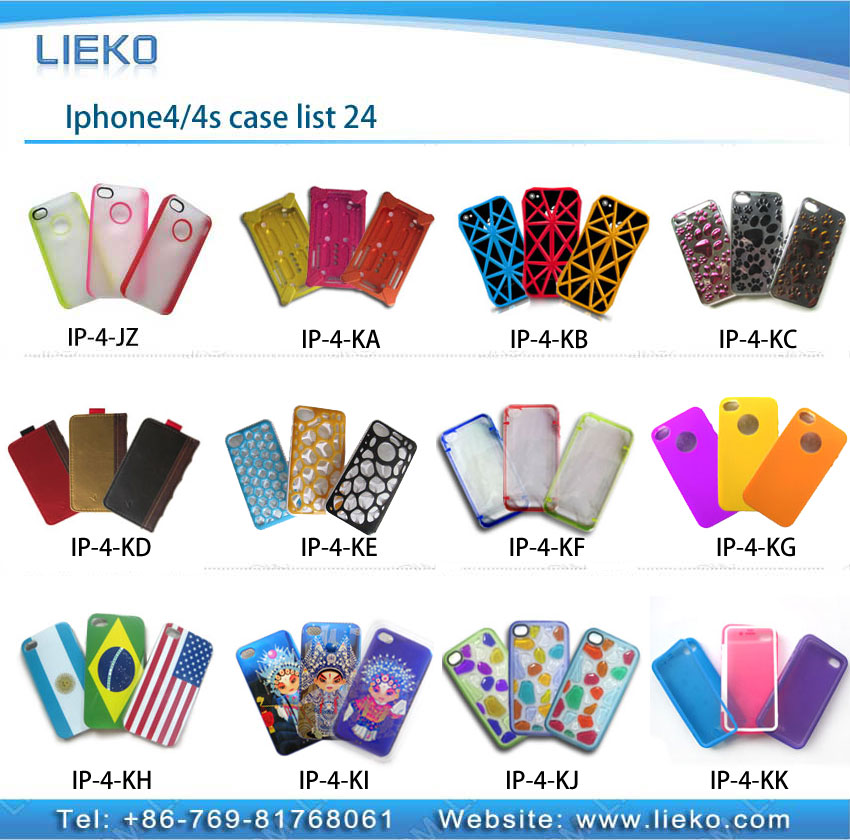 LIEKO
Iphone4/4s case list 24
IP-4-JZ IP-4-KA IP-4-KB IP-4-KC
IP-4-KD IP-4-KE IP-4-KF IP-4-KG
IP-4-KH IP-4-KI IP-4-KJ IP-4-KK
Tel: +86-769-81768061 Website: www.lieko.com